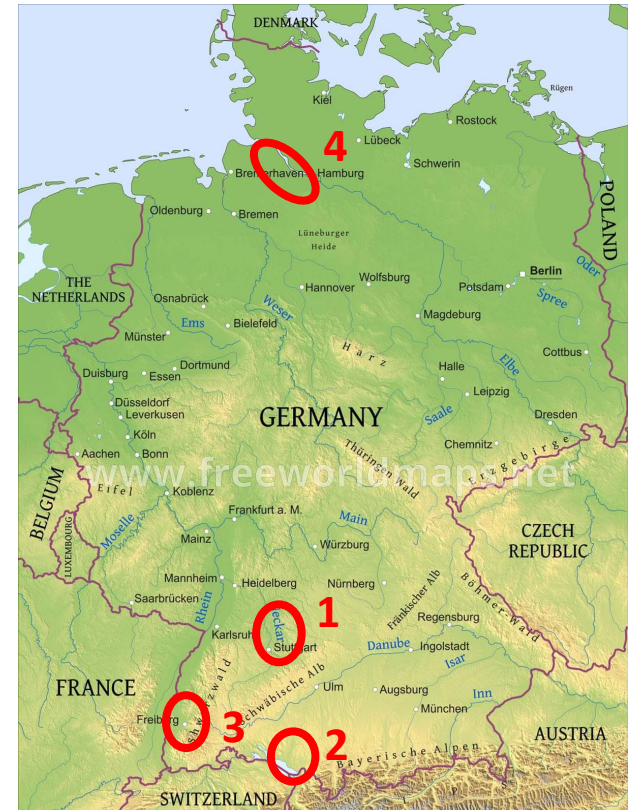 DENMARK
Rügen
Kiel
Rostock
4
Lübeck
Schwerin
Bremerhaven
Hamburg
POLAND
Oldenburg
Bremen
Lüneburger
Heide
THE
NETHERLANDS
Berlin
Oder
Wolfsburg
Hannover
Potsdam
Spree
Osnabrück
Weser
Magdeburg
Ems
Bielefeld
Münster
Harz
Cottbus
Elbe
Dortmund
Essen
Duisburg
Halle
Leipzig
Düsseldorf
Leverkusen
GERMANY
Saale
Dresden
Köln
Chemnitz
Aachen
Bonn
Thüringen Wald
Erzgebirge
www.freeworldmaps.net
BELGIUM
Eifel
Koblenz
LUXEMBOURG
Moselle
Frankfurt a. M.
Main
Mainz
Würzburg
CZECH
REPUBLIC
Mannheim
Heidelberg
Nürnberg
Fränkischer Alb
Böhmer-Wald
Saarbrücken
Rhein
1
eckar
Karlsruh
Stuttgart
Regensburg
Danube
Ingolstadt
Isar
FRANCE
Schwarzwald
Schwäbische Alb
Ulm
Augsburg
Inn
München
Freiburg
3
2
Bayerische Alpen
AUSTRIA
SWITZERLAND